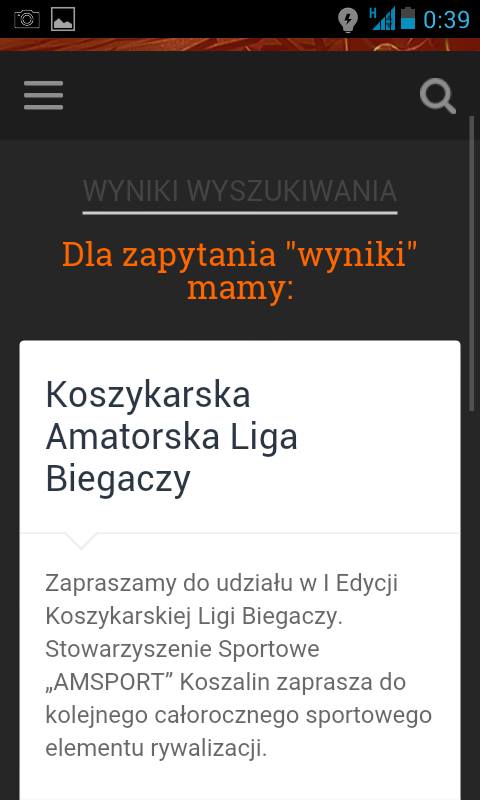 H
0:39
WYNIKI WYSZUKIWANIA
Dla zapytania "wyniki"
mamy:
Koszykarska
Amatorska Liga
Biegaczy
Zapraszamy do udziału w I Edycji
Koszykarskiej Ligi Biegaczy.
Stowarzyszenie Sportowe
„AMSPORT” Koszalin zaprasza do
kolejnego całorocznego sportowego
elementu rywalizacji.